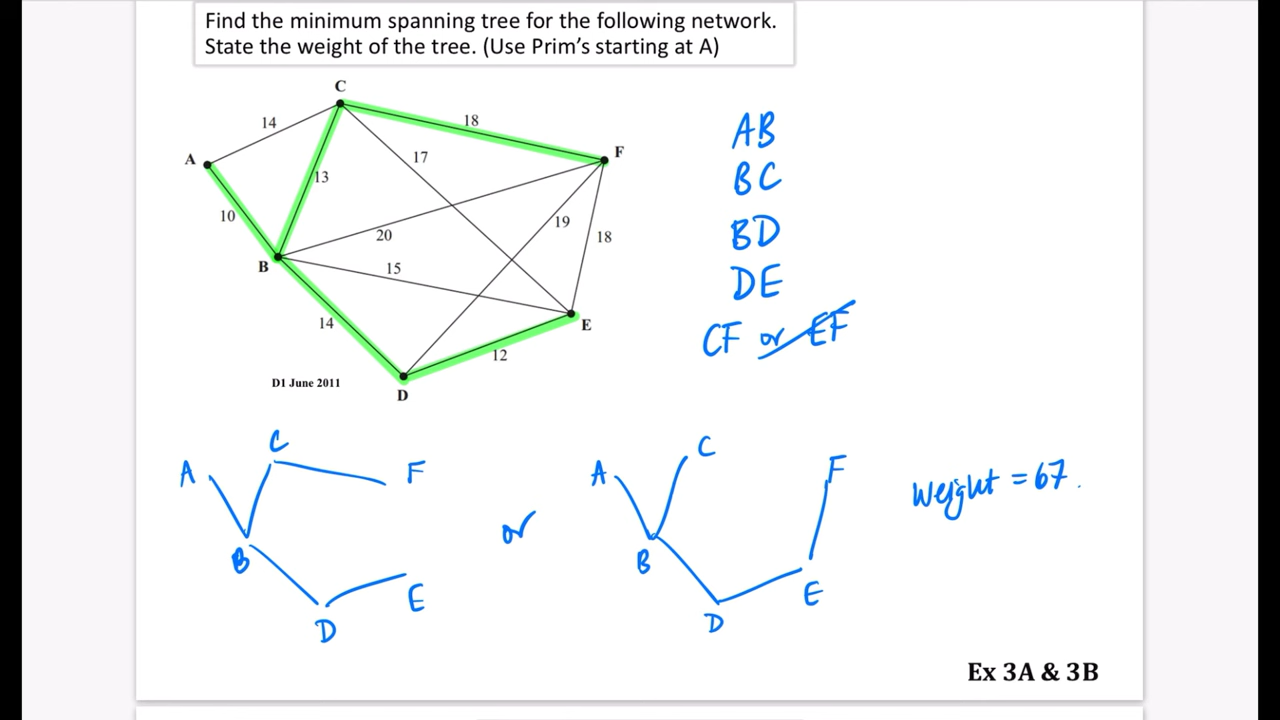 Find the minimum spanning tree for the following network.
State the weight of the tree. (Use Prim's starting at A)
C
14
18
A
F
17
13
10
19
20
18
B
15
14
E
12
D1 June 2011
D
AB
BC
BD
DE
CF or EF
A
C
F
B
D
E
or
A
C
F
B
D
E
Weight = 67.
Ex 3A & 3B